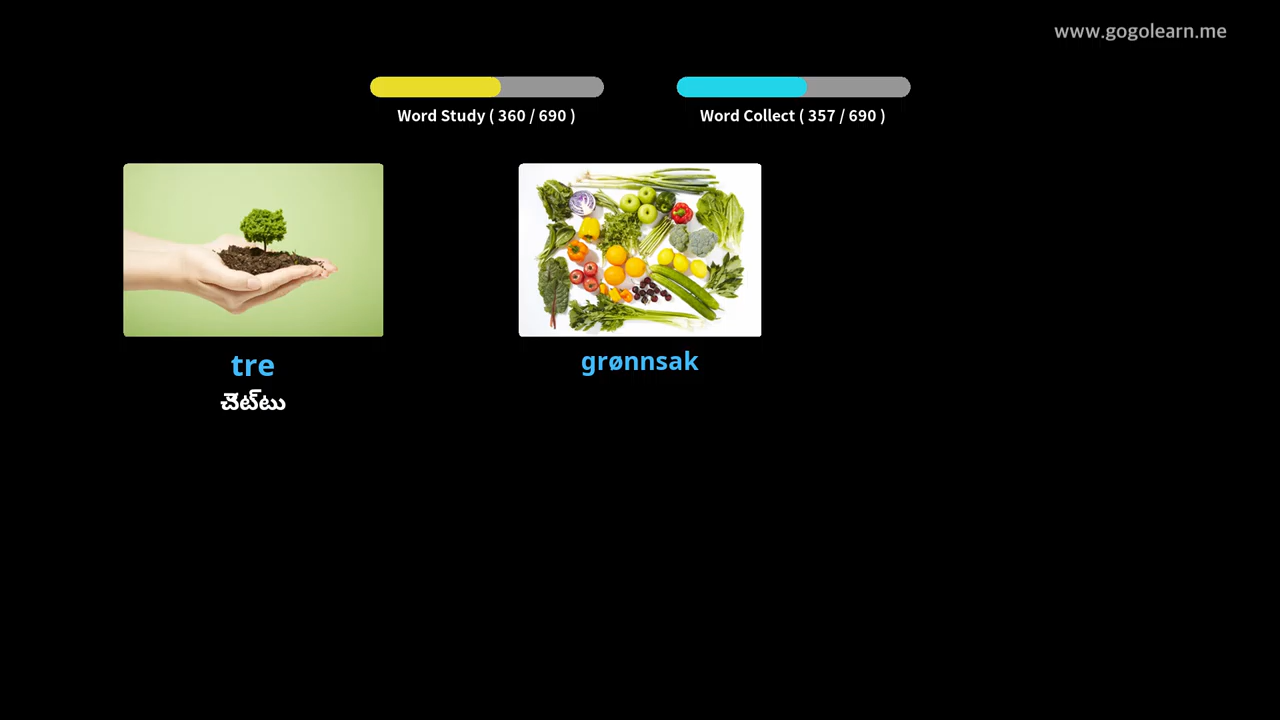 www.gogolearn.me
Word Study ( 360 / 690 )
Word Collect ( 357 / 690 )
tre
grønnsak
చెట్టు